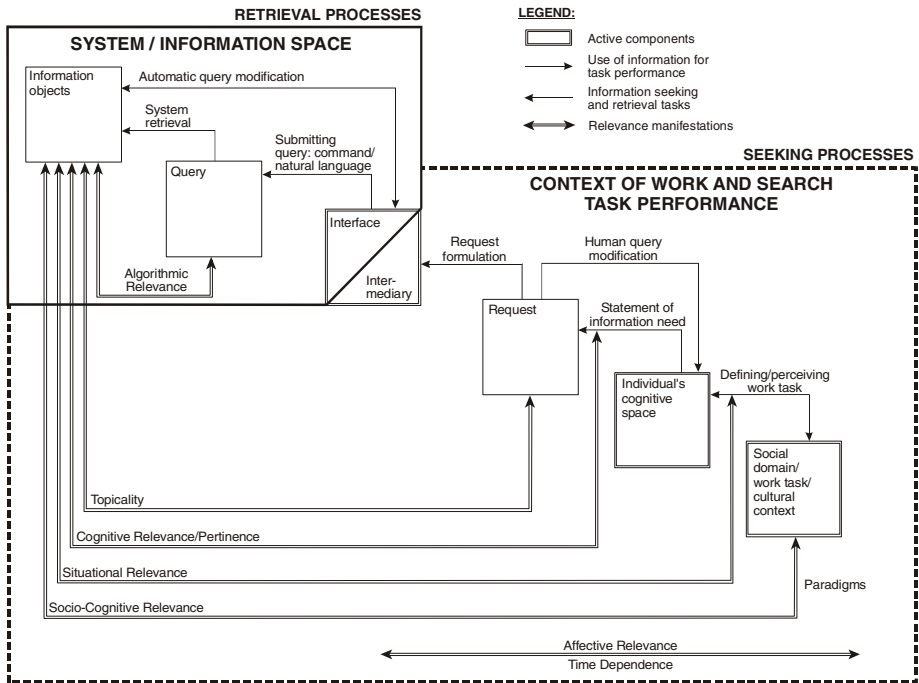 RETRIEVAL PROCESSES
LEGEND:
SYSTEM / INFORMATION SPACE
Active components
Use of information for
task performance
Information seeking
and retrieval tasks
Relevance manifestations
Information
objects
Automatic query modification
System
retrieval
Submitting
query: command/
natural language
Query
Interface
Inter-
mediary
Algorithmic
Relevance
SEEKING PROCESSES
CONTEXT OF WORK AND SEARCH
TASK PERFORMANCE
Request
formulation
Human query
modification
Request
Statement of
information need
Individual's
cognitive
space
Defining/perceiving
work task
Social
domain/
work task/
cultural
context
Topicality
Cognitive Relevance/Pertinence
Situational Relevance
Paradigms
Socio-Cognitive Relevance
Affective Relevance
Time Dependence